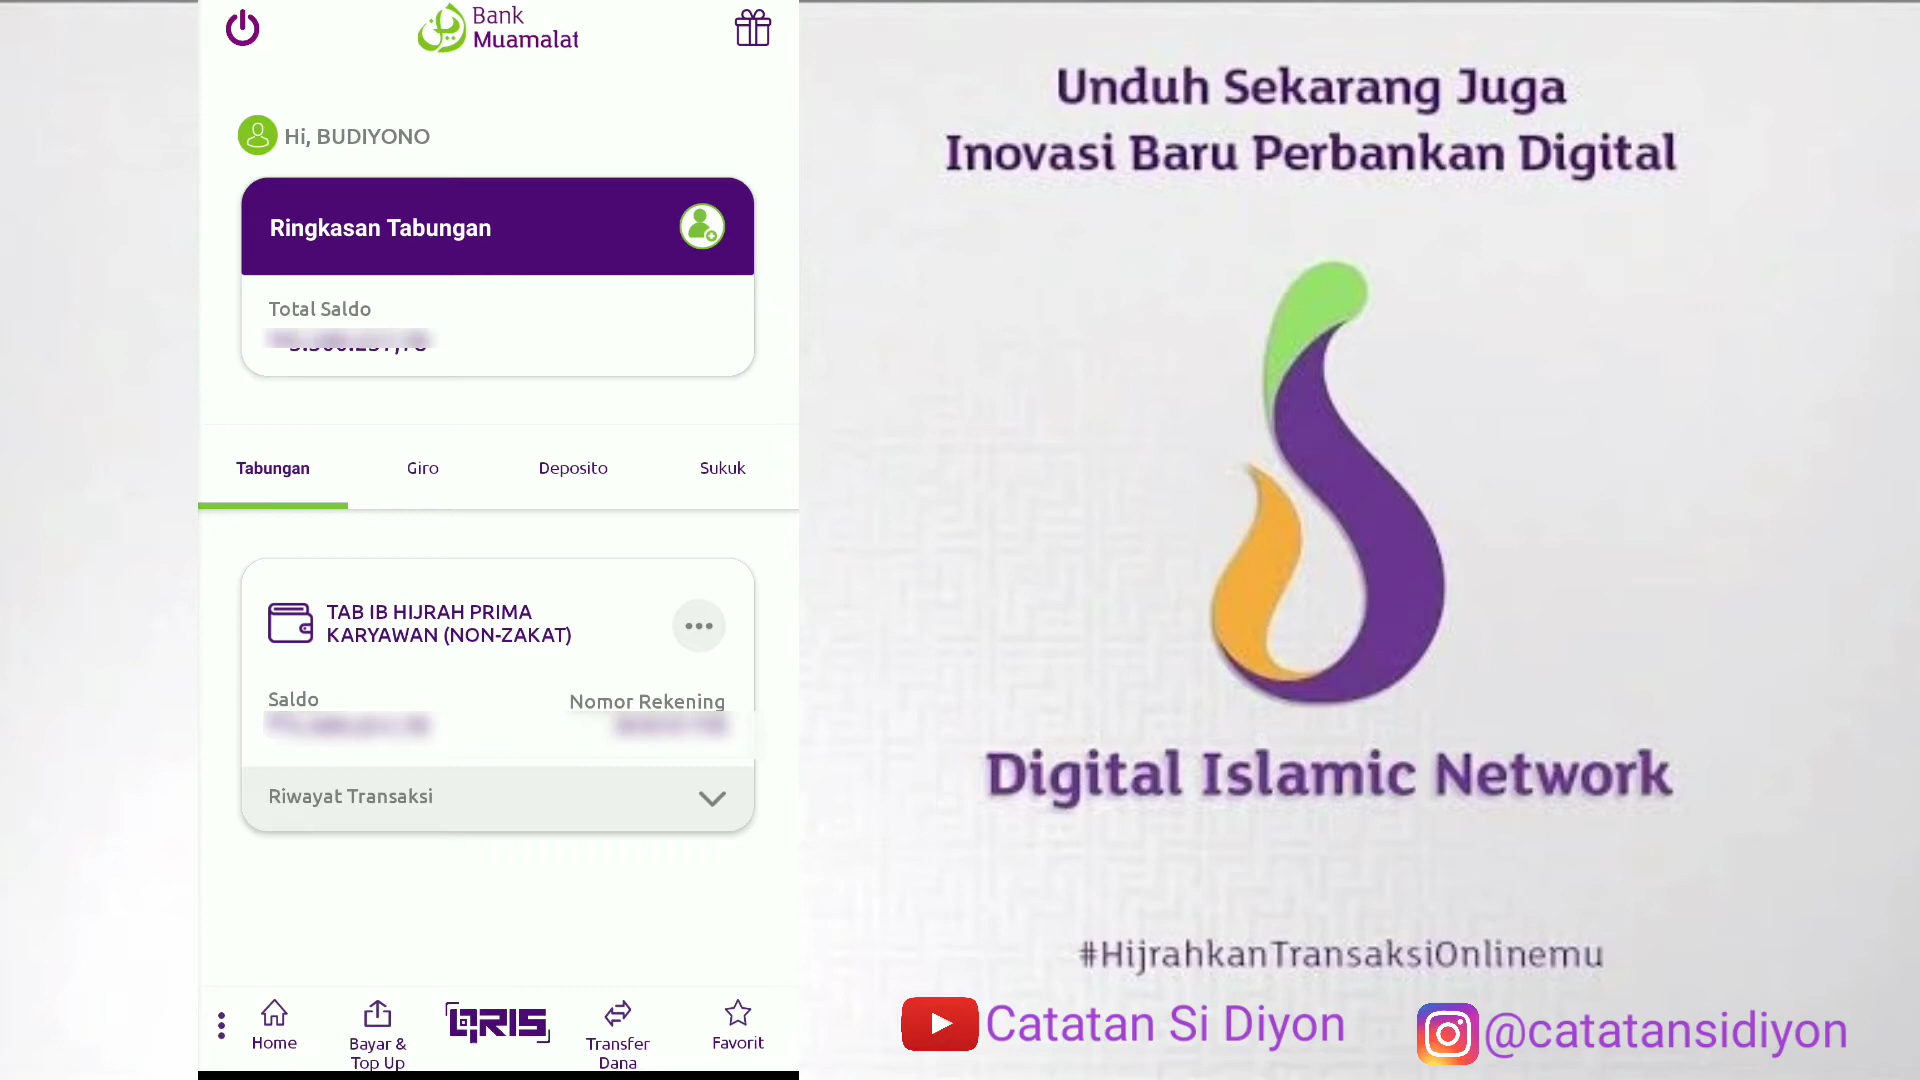 Bank
Muamalat
Hi, BUDIYONO
Ringkasan Tabungan
Total Saldo
Tabungan
Giro
Deposito
Sukuk
TAB IB HIJRAH PRIMA
KARYAWAN (NON-ZAKAT)
Saldo
Nomor Rekening
Riwayat Transaksi
Home
Bayar &
Top Up
QRIS
Transfer
Dana
Favorit
Unduh Sekarang Juga
Inovasi Baru Perbankan Digital
Digital Islamic Network
#HijrahkanTransaksiOnlinemu
Catatan Si Diyon
@catatansidiyon